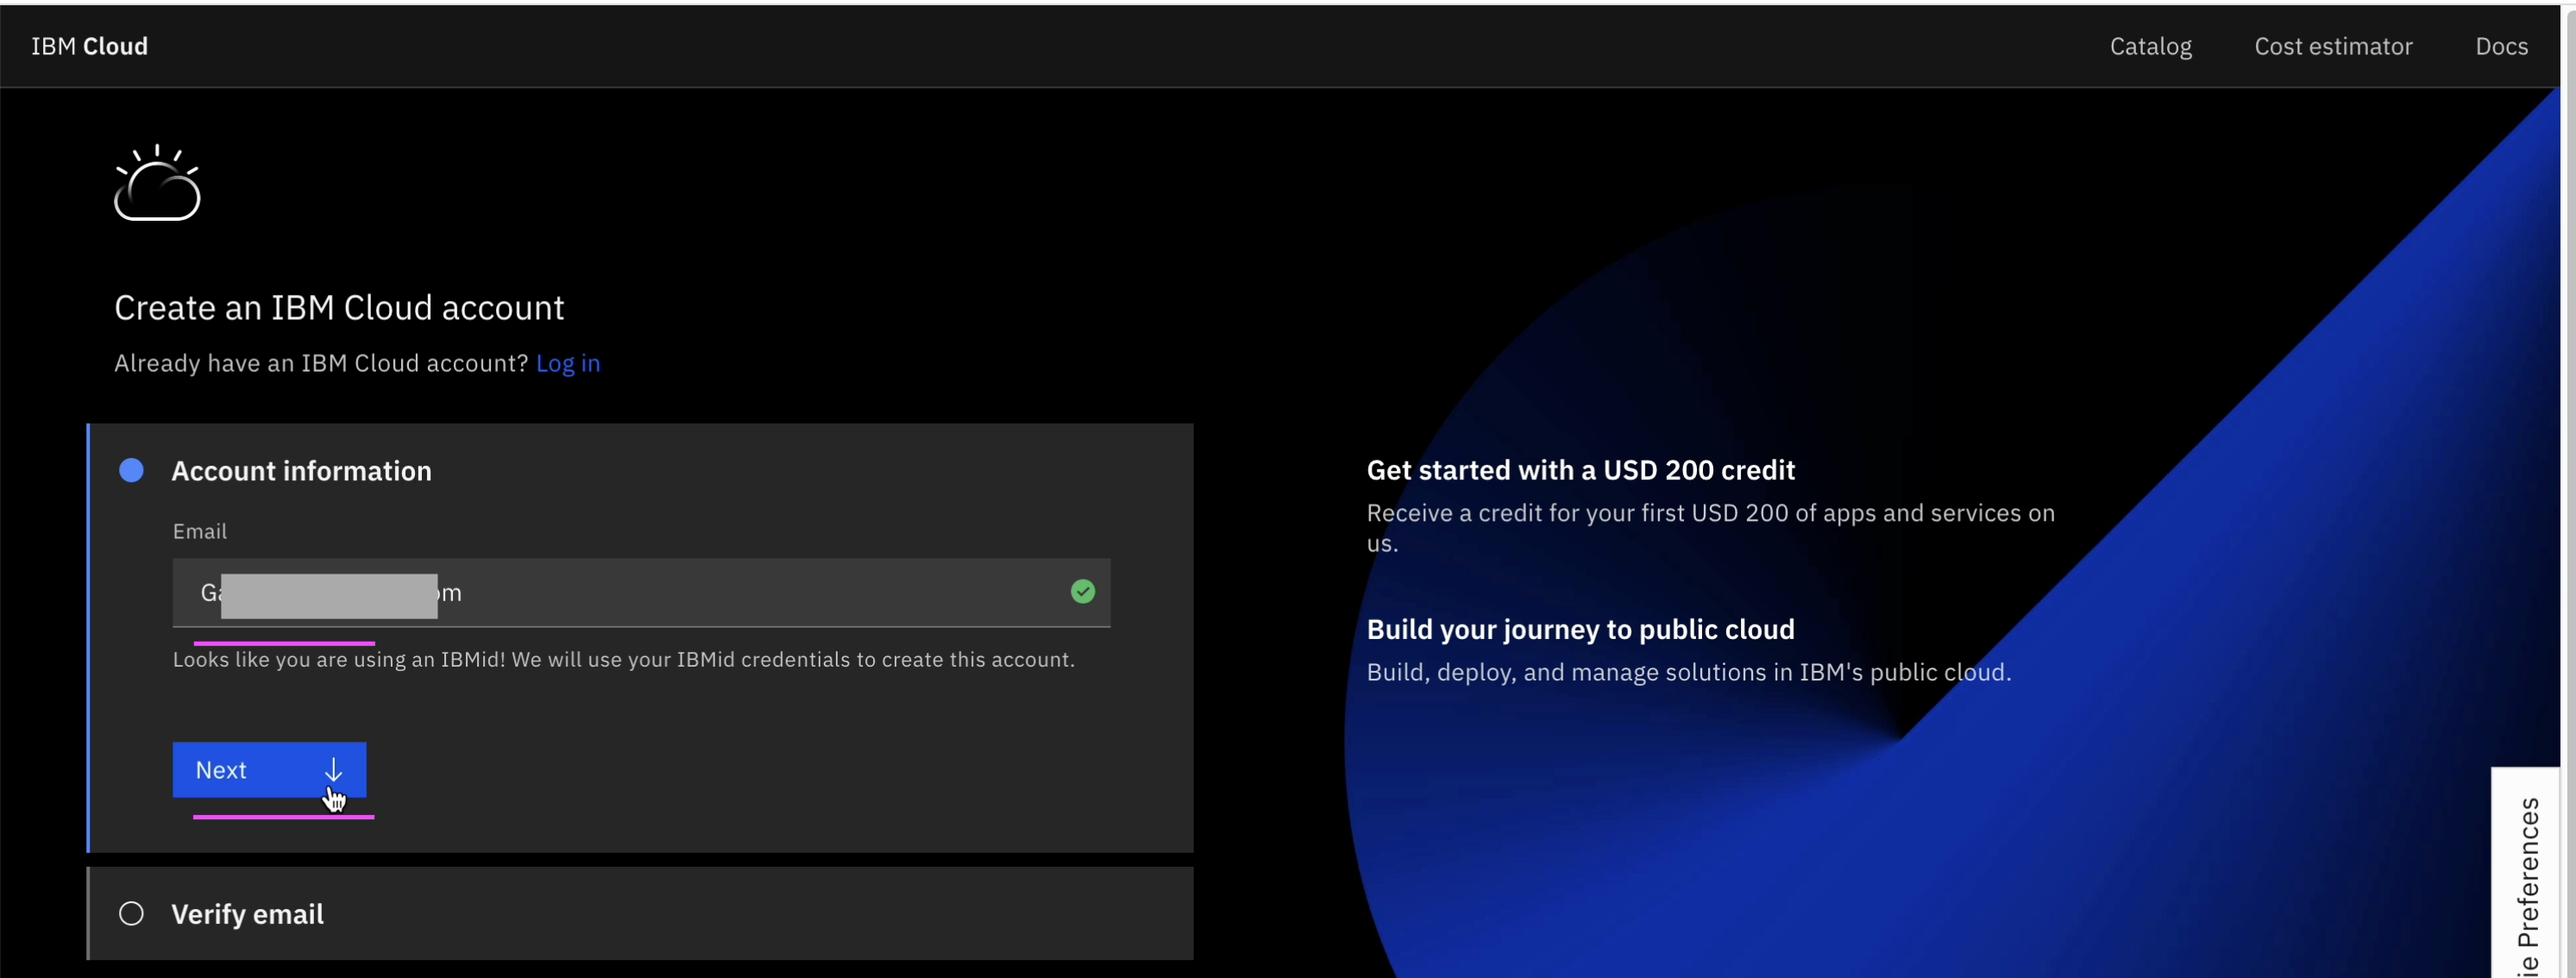 IBM Cloud
Catalog
Cost estimator
Docs
Create an IBM Cloud account
Already have an IBM Cloud account? Log in
Account information
Email
Looks like you are using an IBMid! We will use your IBMid credentials to create this account.
Next
Verify email
Get started with a USD 200 credit
Receive a credit for your first USD 200 of apps and services on
us.
Build your journey to public cloud
Build, deploy, and manage solutions in IBM's public cloud.
Preferences